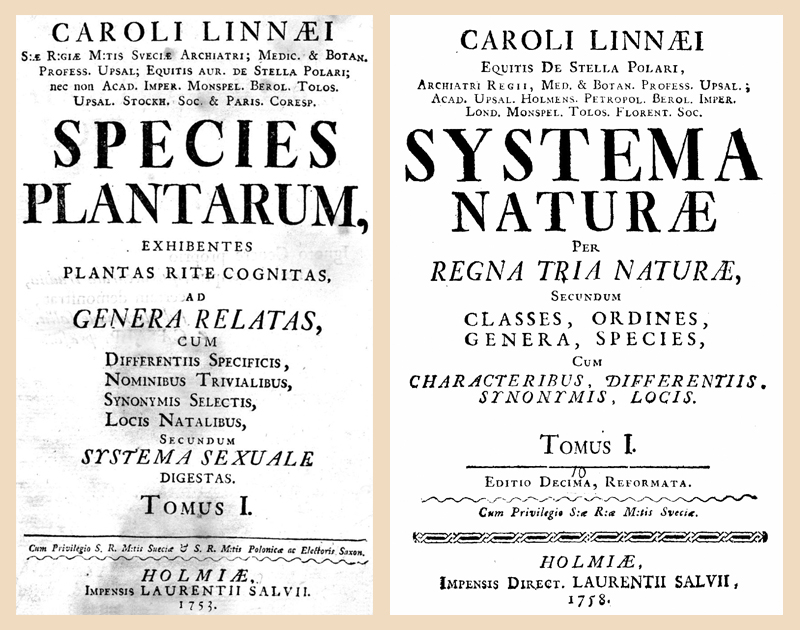 CAROLI LINNÆI
S:æ R:giæ M:tis Sveciæ Archiatri; Medic. & Botan.
Profess. Upsal; Equitis aur. de Stella Polari;
nec non Acad. Imper. Monspel. Berol. Tolos.
Upsal. Stockh. Soc. & Paris. Coresp.
SPECIES
PLANTARUM,
EXHIBENTES
PLANTAS RITE COGNITAS,
AD
GENERA RELATAS,
CUM
Differentiis Specificis,
Nominibus Trivialibus,
Synonymis Selectis,
Locis Natalibus,
Secundum
SYSTEMA SEXUALE
DIGESTAS.
Tomus I.
Cum Privilegio S. R. M:tis Sueciæ & S. R. M:tis Polonicæ ac Electoris Saxon.
HOLMIÆ,
Impensis LAURENTII SALVII.
1753.
CAROLI LINNÆI
Equitis De Stella Polari,
Archiatri Regii, Med. & Botan. Profess. Upsal.;
Acad. Upsal. Holmens. Petropol. Berol. Imper.
Lond. Monspel. Tolos. Florent. Soc.
SYSTEMA
NATURÆ
Per
REGNA TRIA NATURÆ,
Secundum
CLASSES, ORDINES,
GENERA, SPECIES,
Cum
CHARACTERIBUS, DIFFERENTIIS.
SYNONYMIS, LOCIS.
Tomus I.
10
Editio Decima, Reformata.
Cum Privilegio S:æ R:æ M:tis Sveciæ.
HOLMIÆ,
Impensis Direct. LAURENTII SALVII,
1758.